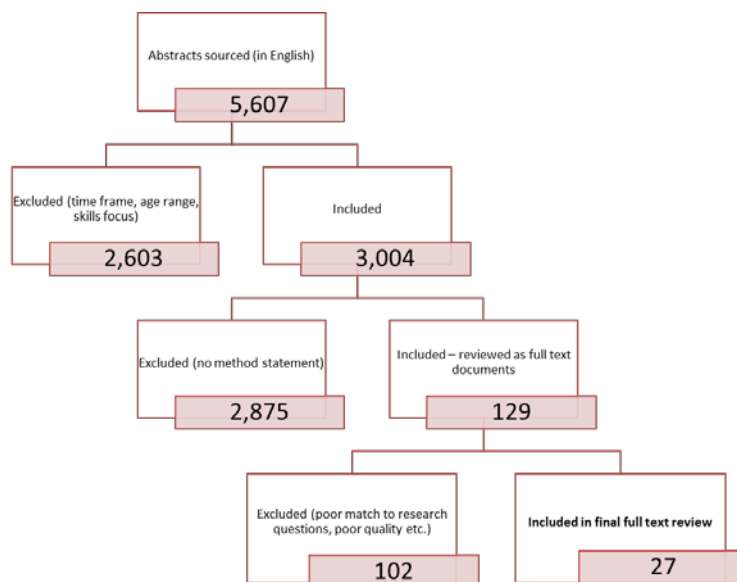 Abstracts sourced (in English)
5,607
Excluded (time frame, age range,
skills focus)
2,603
Included
3,004
Excluded (no method statement)
2,875
Included – reviewed as full text
documents
129
Excluded (poor match to research
questions, poor quality etc.)
102
Included in final full text review
27